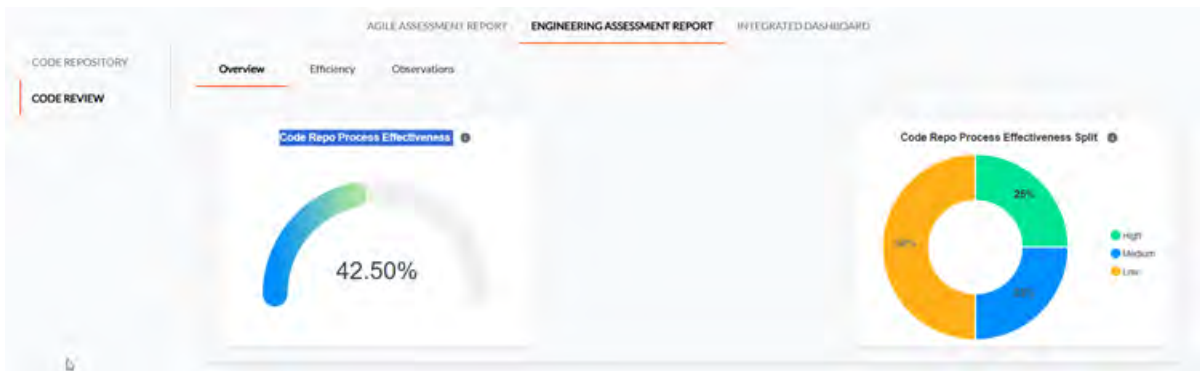 AGILE ASSESSMENT REPORT ENGINEERING ASSESSMENT REPORT INTEGRATED DASHBOARD
CODE REPOSITORY
CODE REVIEW
Overview Efficiency Observations
Code Repo Process Effectiveness
42.50%
Code Repo Process Effectiveness Split
25%
High
Medium
Low